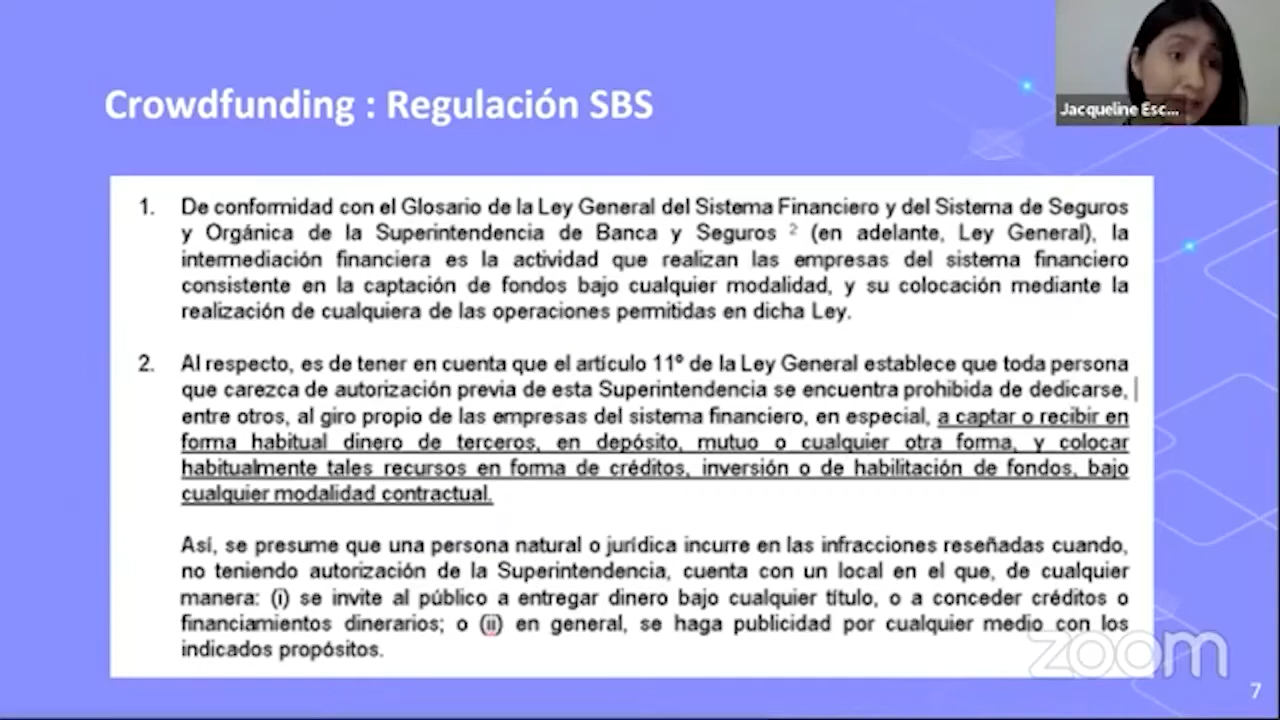 Crowdfunding : Regulación SBS
Jacqueline Esc...
1. De conformidad con el Glosario de la Ley General del Sistema Financiero y del Sistema de Seguros
y Orgánica de la Superintendencia de Banca y Seguros ² (en adelante, Ley General), la
intermediación financiera es la actividad que realizan las empresas del sistema financiero
consistente en la captación de fondos bajo cualquier modalidad, y su colocación mediante la
realización de cualquiera de las operaciones permitidas en dicha Ley.
2. Al respecto, es de tener en cuenta que el artículo 11° de la Ley General establece que toda persona
que carezca de autorización previa de esta Superintendencia se encuentra prohibida de dedicarse,
entre otros, al giro propio de las empresas del sistema financiero, en especial, a captar o recibir en
forma habitual dinero de terceros, en depósito, mutuo o cualquier otra forma, y colocar
habitualmente tales recursos en forma de créditos, inversión o de habilitación de fondos, bajo
cualquier modalidad contractual.
Así, se presume que una persona natural o jurídica incurre en las infracciones reseñadas cuando,
no teniendo autorización de la Superintendencia, cuenta con un local en el que, de cualquier
manera: (i) se invite al público a entregar dinero bajo cualquier título, o a conceder créditos o
financiamientos dinerarios; o (ii) en general, se haga publicidad por cualquier medio con los
indicados propósitos.
zoom
7